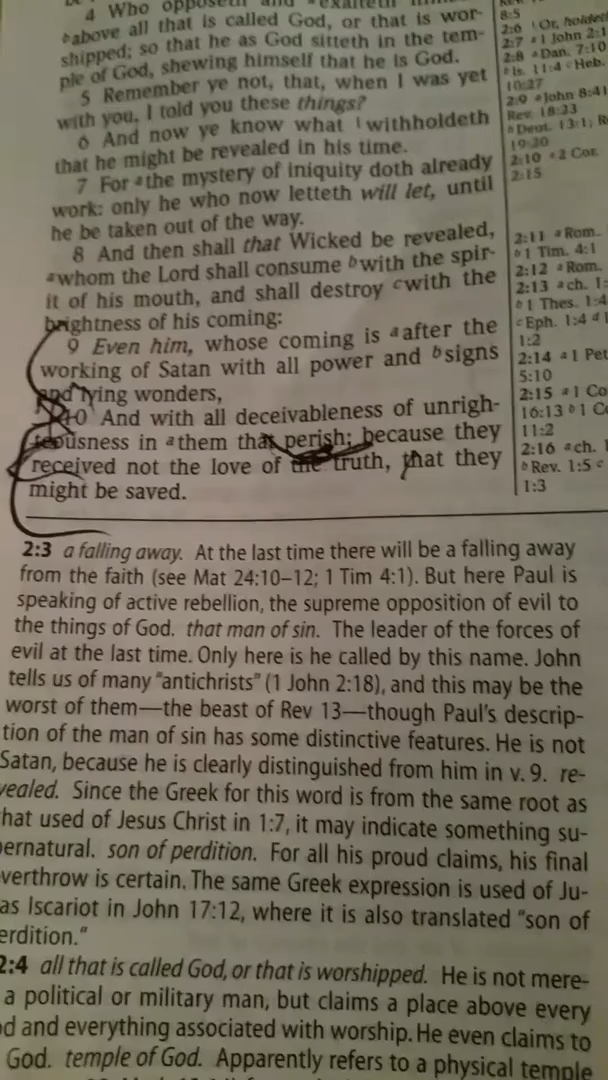 4 Who opposeth and
b above all that is called God, or that is wor-
shipped; so that he as God sitteth in the tem-
ple of God, shewing himself that he is God.
5 Remember ye not, that, when I was yet
with you, I told you these things?
6 And now ye know what 1 withholdeth
that he might be revealed in his time.
7 For a the mystery of iniquity doth already
work: only he who now letteth will let, until
he be taken out of the way.
8 And then shall that Wicked be revealed,
a whom the Lord shall consume b with the spir-
it of his mouth, and shall destroy c with the
brightness of his coming:
9 Even him, whose coming is a after the
working of Satan with all power and b signs
and lying wonders,
10 And with all deceivableness of unrigh-
teousness in a them that perish; because they
received not the love of the truth, that they
might be saved.
8:5
2:6 1 Or, holdeth
2:7 a 1 John 2:1
2:8 a Dan. 7:10
b Is. 11:4 c Heb.
10:27
2:9 a John 8:41
Rev. 18:23
b Deut. 13:1;
19:20
2:10 a 2 Cor.
2:15
2:11 a Rom.
b 1 Tim. 4:1
2:12 a Rom.
2:13 a ch. 1:
b 1 Thes. 1:4
c Eph. 1:4 d
1:2
2:14 a 1 Pet
5:10
2:15 a 1 Co
16:13 b 1 C
11:2
2:16 a ch.
b Rev. 1:5 c
1:3
2:3 a falling away. At the last time there will be a falling away
from the faith (see Mat 24:10–12; 1 Tim 4:1). But here Paul is
speaking of active rebellion, the supreme opposition of evil to
the things of God. that man of sin. The leader of the forces of
evil at the last time. Only here is he called by this name. John
tells us of many "antichrists" (1 John 2:18), and this may be the
worst of them—the beast of Rev 13—though Paul's descrip-
tion of the man of sin has some distinctive features. He is not
Satan, because he is clearly distinguished from him in v. 9. re-
vealed. Since the Greek for this word is from the same root as
hat used of Jesus Christ in 1:7, it may indicate something su-
pernatural. son of perdition. For all his proud claims, his final
verthrow is certain. The same Greek expression is used of Ju-
as Iscariot in John 17:12, where it is also translated "son of
erdition."
2:4 all that is called God, or that is worshipped. He is not mere-
a political or military man, but claims a place above every
od and everything associated with worship. He even claims to
God. temple of God. Apparently refers to a physical temple